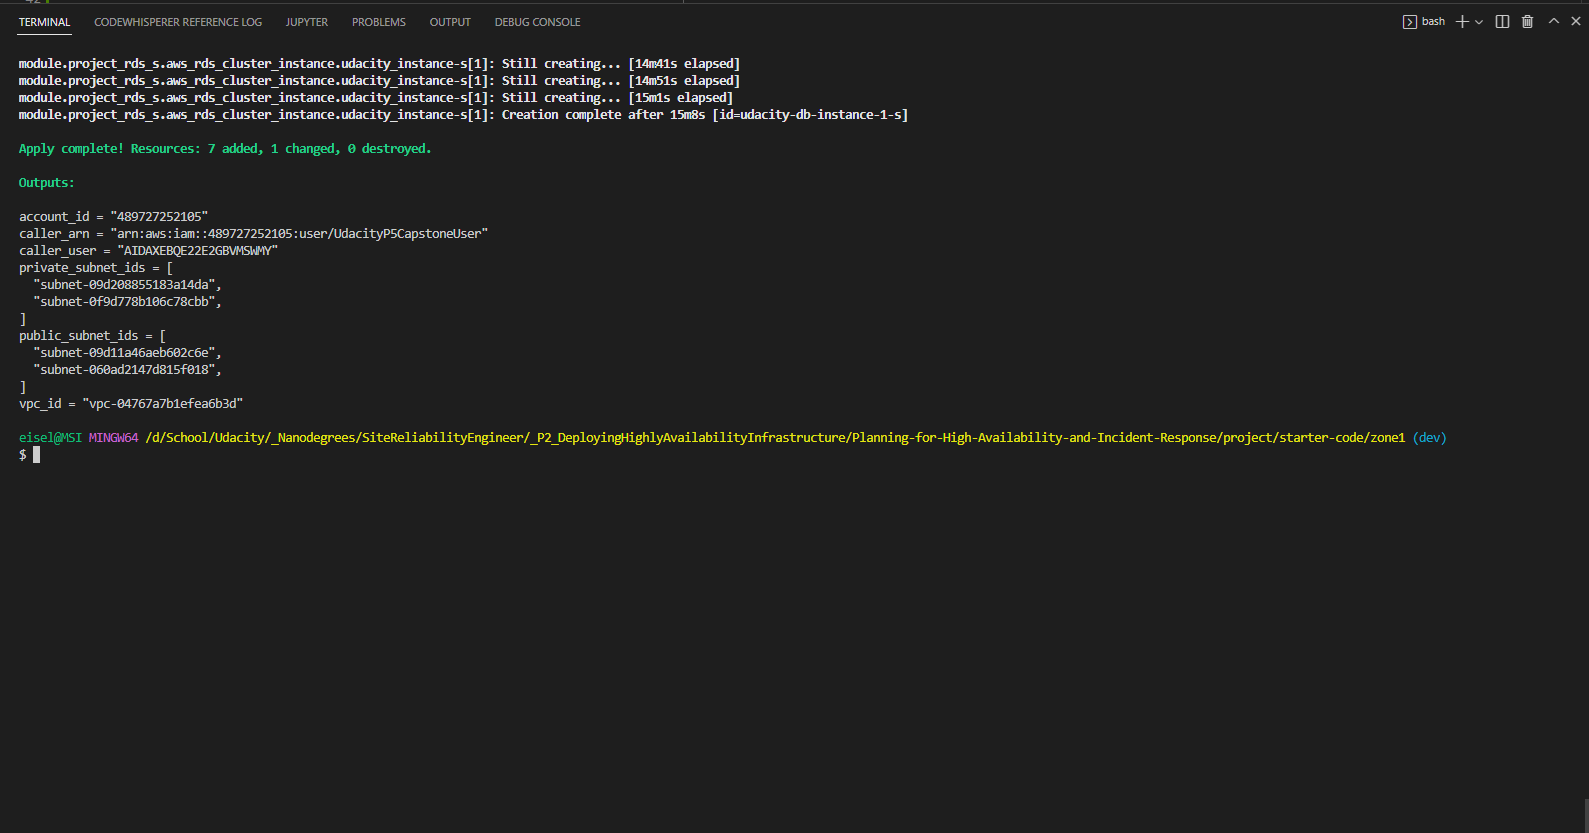 TERMINAL CODEWHISPERER REFERENCE LOG JUPYTER PROBLEMS OUTPUT DEBUG CONSOLE bash
module.project_rds_s.aws_rds_cluster_instance.udacity_instance-s[1]: Still creating... [14m41s elapsed]
module.project_rds_s.aws_rds_cluster_instance.udacity_instance-s[1]: Still creating... [14m51s elapsed]
module.project_rds_s.aws_rds_cluster_instance.udacity_instance-s[1]: Still creating... [15m1s elapsed]
module.project_rds_s.aws_rds_cluster_instance.udacity_instance-s[1]: Creation complete after 15m8s [id=udacity-db-instance-1-s]
Apply complete! Resources: 7 added, 1 changed, 0 destroyed.
Outputs:
account_id = "489727252105"
caller_arn = "arn:aws:iam::489727252105:user/UdacityP5CapstoneUser"
caller_user = "AIDAXEBQE22E2GBVMSWMY"
private_subnet_ids = [
  "subnet-09d208855183a14da",
  "subnet-0f9d778b106c78cbb",
]
public_subnet_ids = [
  "subnet-09d11a46aeb602c6e",
  "subnet-060ad2147d815f018",
]
vpc_id = "vpc-04767a7b1efea6b3d"
eisel@MSI MINGW64 /d/School/Udacity/_Nanodegrees/SiteReliabilityEngineer/_P2_DeployingHighlyAvailabilityInfrastructure/Planning-for-High-Availability-and-Incident-Response/project/starter-code/zone1 (dev)
$